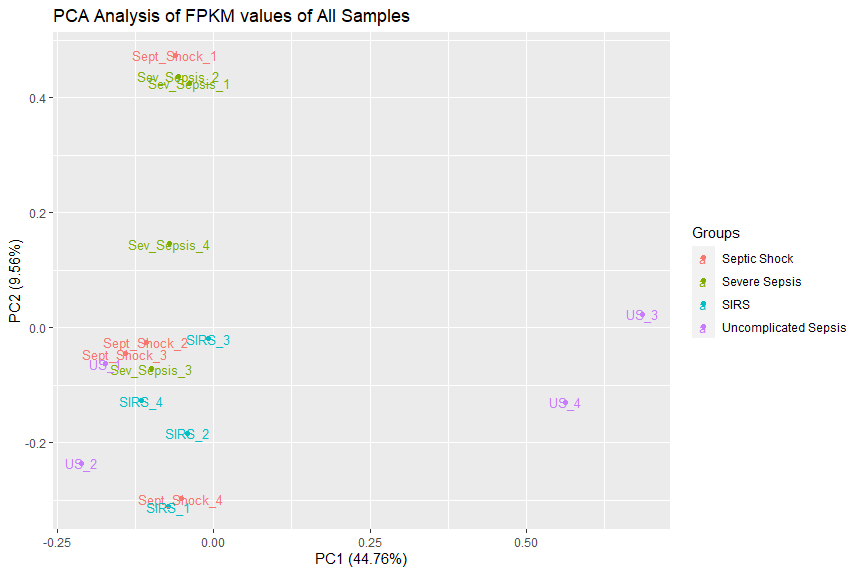 PCA Analysis of FPKM values of All Samples
Sept_Shock_1
Sev_Sepsis_2
Sev_Sepsis_1
0.4
Sev_Sepsis_4
0.2
PC2 (9.56%)
US_3
0.0
SIRS_3
Sept_Shock_2
Sept_Shock_3
US_1
Sev_Sepsis_3
SIRS_4
US_4
SIRS_2
-0.2
US_2
Sept_Shock_4
SIRS_1
-0.25
0.00
0.25
0.50
PC1 (44.76%)
Groups
a Septic Shock
a Severe Sepsis
a SIRS
a Uncomplicated Sepsis